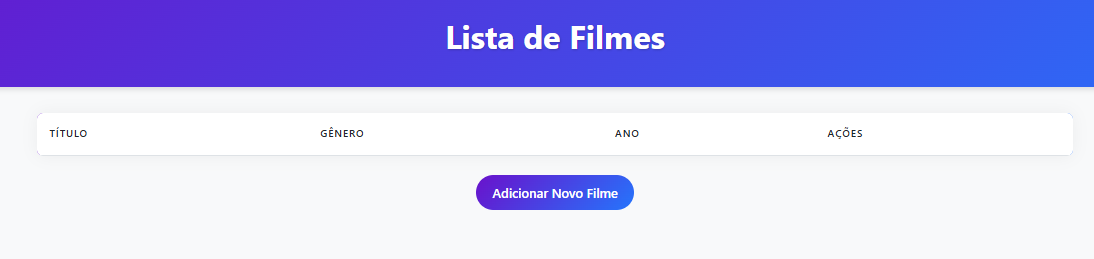 Lista de Filmes
TÍTULO GÊNERO ANO AÇÕES
Adicionar Novo Filme